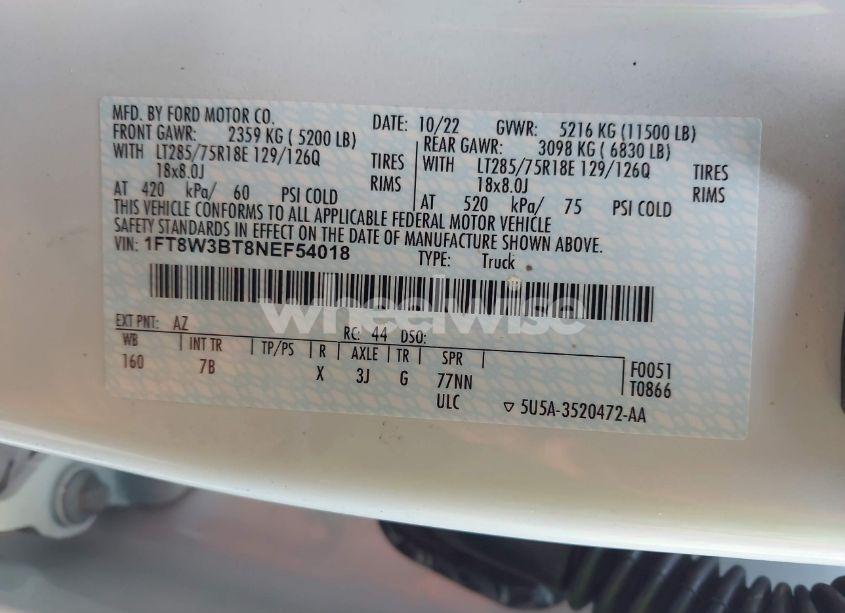 MFD. BY FORD MOTOR CO. DATE: 10/22 GVWR: 5216 KG (11500 LB)
FRONT GAWR: 2359 KG ( 5200 LB) REAR GAWR: 3098 KG ( 6830 LB)
WITH LT285/75R18E 129/126Q TIRES WITH LT285/75R18E 129/126Q TIRES
18x8.0J RIMS 18x8.0J RIMS
AT 420 kPa/ 60 PSI COLD AT 520 kPa/ 75 PSI COLD
THIS VEHICLE CONFORMS TO ALL APPLICABLE FEDERAL MOTOR VEHICLE
SAFETY STANDARDS IN EFFECT ON THE DATE OF MANUFACTURE SHOWN ABOVE.
VIN: 1FT8W3BT8NEF54018 TYPE: Truck
wheelwise
EXT PNT: AZ RC: 44 DSO:
WB INT TR TP/PS R AXLE TR SPR F0051
160 7B X 3J G 77NN T0866
ULC ▽ 5U5A-3520472-AA